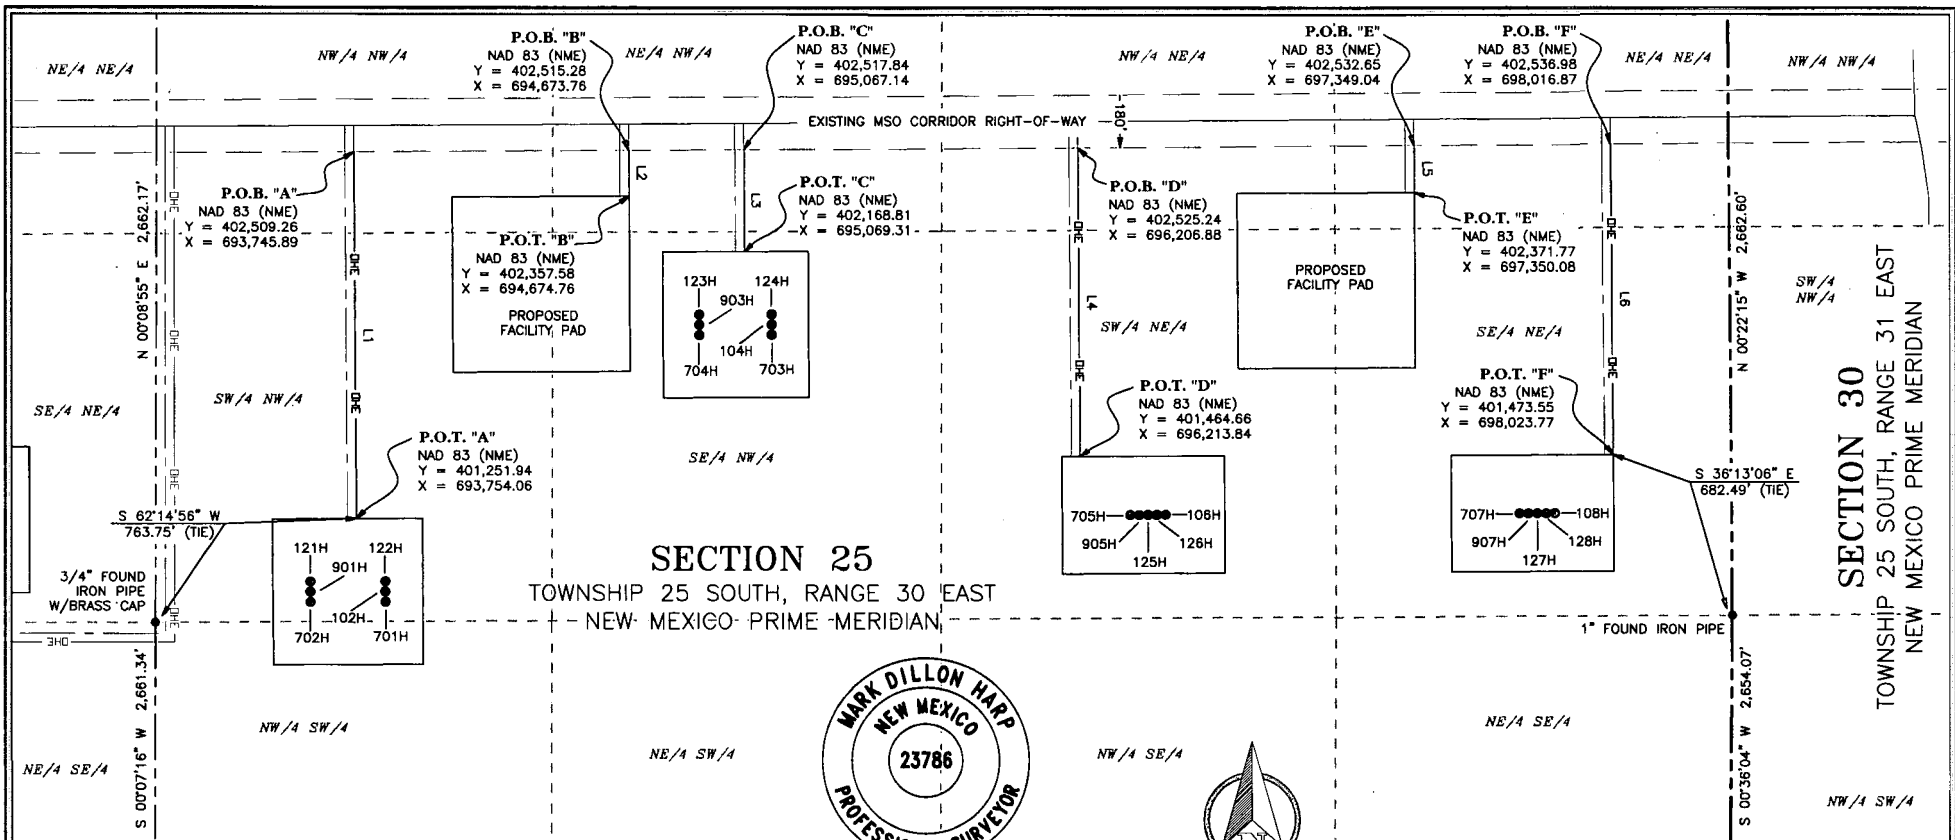 NE/4 NE/4
NW/4 NW/4
P.O.B. "B"
NAD 83 (NME)
Y = 402,515.28
X = 694,673.76
NE/4 NW/4
P.O.B. "C"
NAD 83 (NME)
Y = 402,517.84
X = 695,067.14
NW/4 NE/4
P.O.B. "E"
NAD 83 (NME)
Y = 402,532.65
X = 697,349.04
P.O.B. "F"
NAD 83 (NME)
Y = 402,536.98
X = 698,016.87
NE/4 NE/4
NW/4 NW/4
EXISTING MSO CORRIDOR RIGHT-OF-WAY
180'
N 00°08'55" E 2,662.17'
OHE
OHE
OHE
OHE
OHE
P.O.B. "A"
NAD 83 (NME)
Y = 402,509.26
X = 693,745.89
OHE
L1
OHE
L2
P.O.T. "B"
NAD 83 (NME)
Y = 402,357.58
X = 694,674.76
PROPOSED
FACILITY PAD
L3
P.O.T. "C"
NAD 83 (NME)
Y = 402,168.81
X = 695,069.31
123H
124H
903H
104H
704H
703H
P.O.B. "D"
NAD 83 (NME)
Y = 402,525.24
X = 696,206.88
OHE
L4
OHE
SW/4 NE/4
L5
P.O.T. "E"
NAD 83 (NME)
Y = 402,371.77
X = 697,350.08
PROPOSED
FACILITY PAD
OHE
L6
OHE
SE/4 NE/4
N 00°22'15" W 2,682.60'
SW/4
NW/4
SE/4 NE/4
SW/4 NW/4
P.O.T. "A"
NAD 83 (NME)
Y = 401,251.94
X = 693,754.06
SE/4 NW/4
P.O.T. "D"
NAD 83 (NME)
Y = 401,464.66
X = 696,213.84
P.O.T. "F"
NAD 83 (NME)
Y = 401,473.55
X = 698,023.77
S 36°13'06" E
682.49' (TIE)
S 62°14'56" W
763.75' (TIE)
3/4" FOUND
IRON PIPE
W/BRASS CAP
121H
122H
901H
102H
702H
701H
705H
106H
905H
126H
125H
707H
108H
907H
128H
127H
SECTION 25
TOWNSHIP 25 SOUTH, RANGE 30 EAST
NEW MEXICO PRIME MERIDIAN
1" FOUND IRON PIPE
SECTION 30
TOWNSHIP 25 SOUTH, RANGE 31 EAST
NEW MEXICO PRIME MERIDIAN
OHE
S 00°07'16" W 2,661.34'
NE/4 SE/4
NW/4 SW/4
NE/4 SW/4
MARK DILLON HARP
NEW MEXICO
23786
NW/4 SE/4
N
NE/4 SE/4
S 00°36'04" W 2,654.07'
NW/4 SW/4